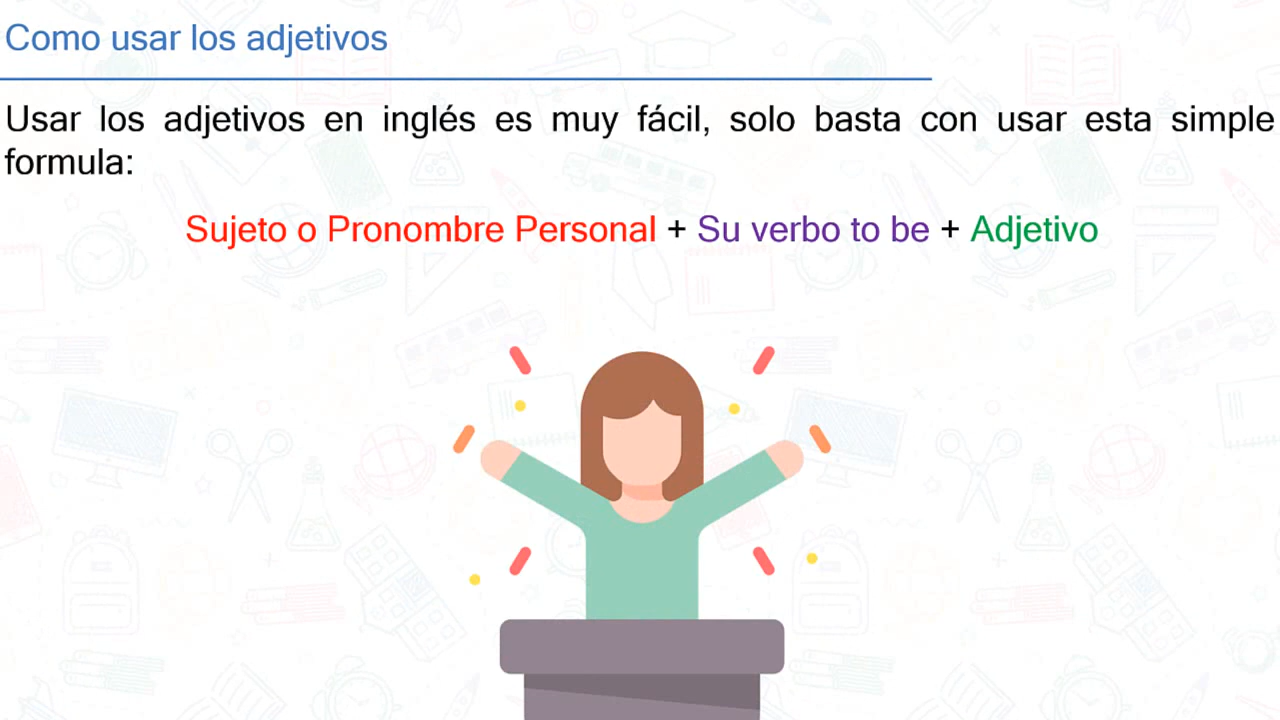 Como usar los adjetivos
Usar los adjetivos en inglés es muy fácil, solo basta con usar esta simple
formula:
Sujeto o Pronombre Personal + Su verbo to be + Adjetivo